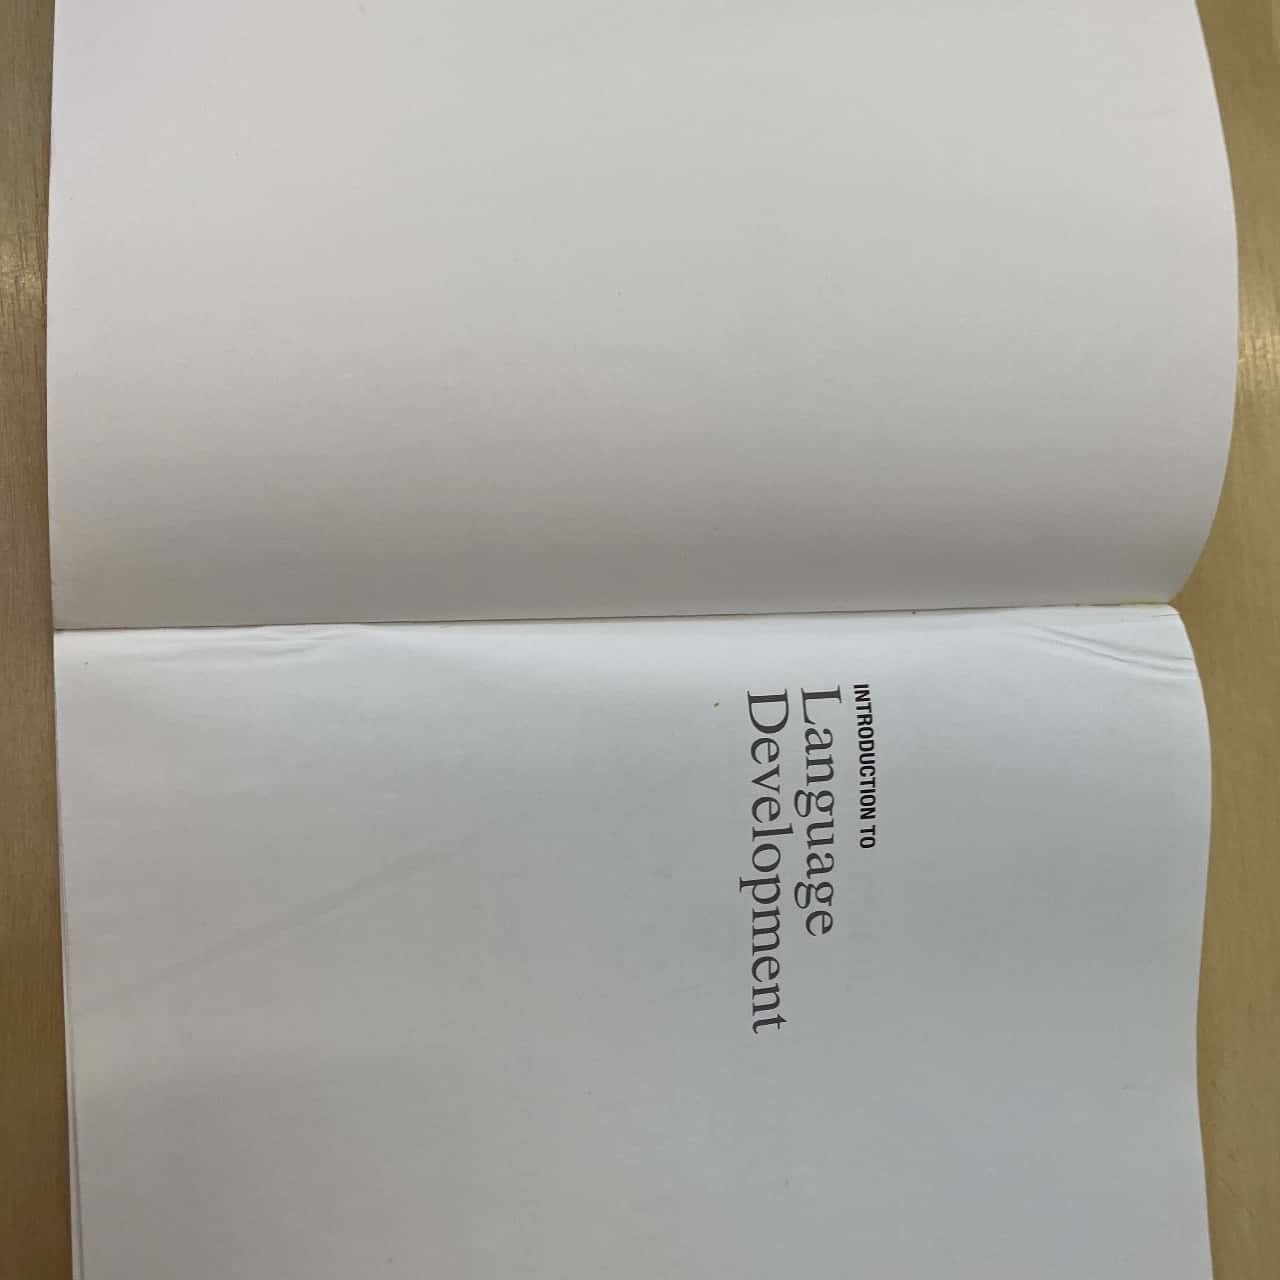 INTRODUCTION TO
Language
Development